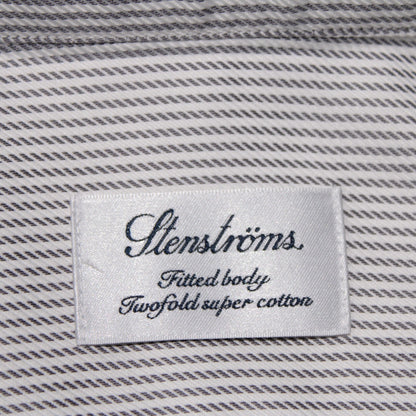 Stenströms.
Fitted body
Twofold super cotton